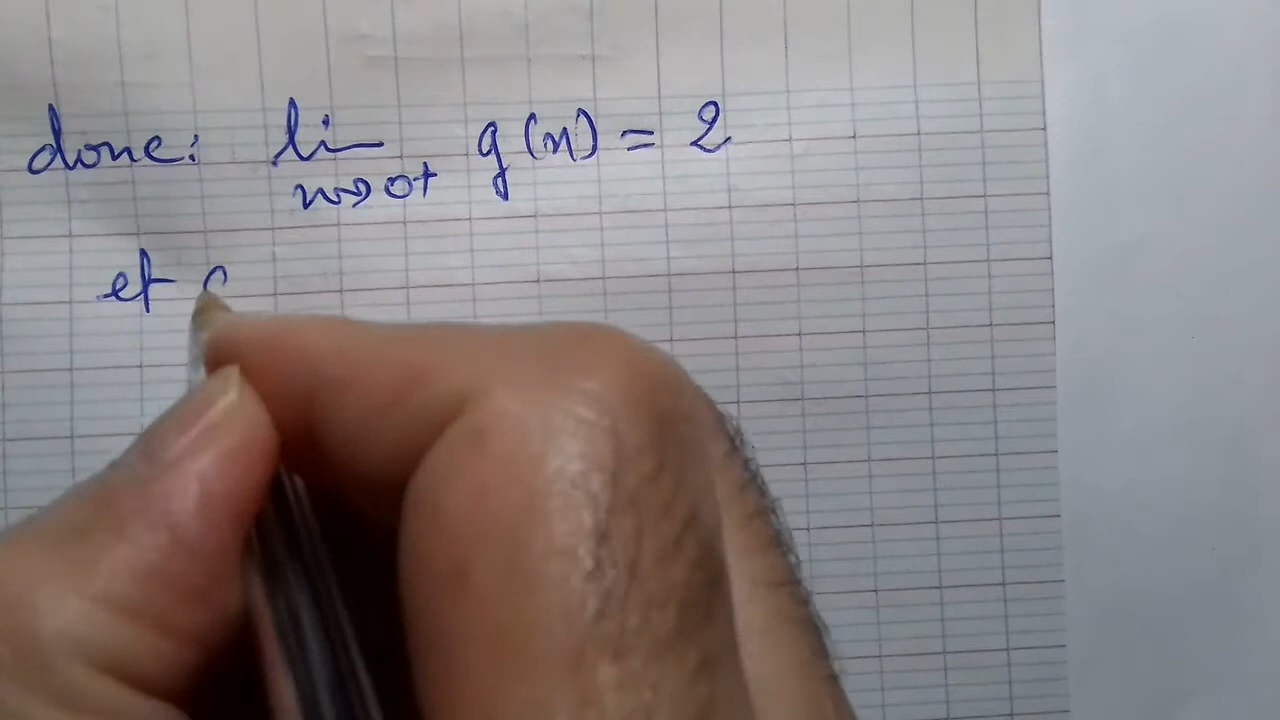 donc: lim g(x) = 2
x→0+
et